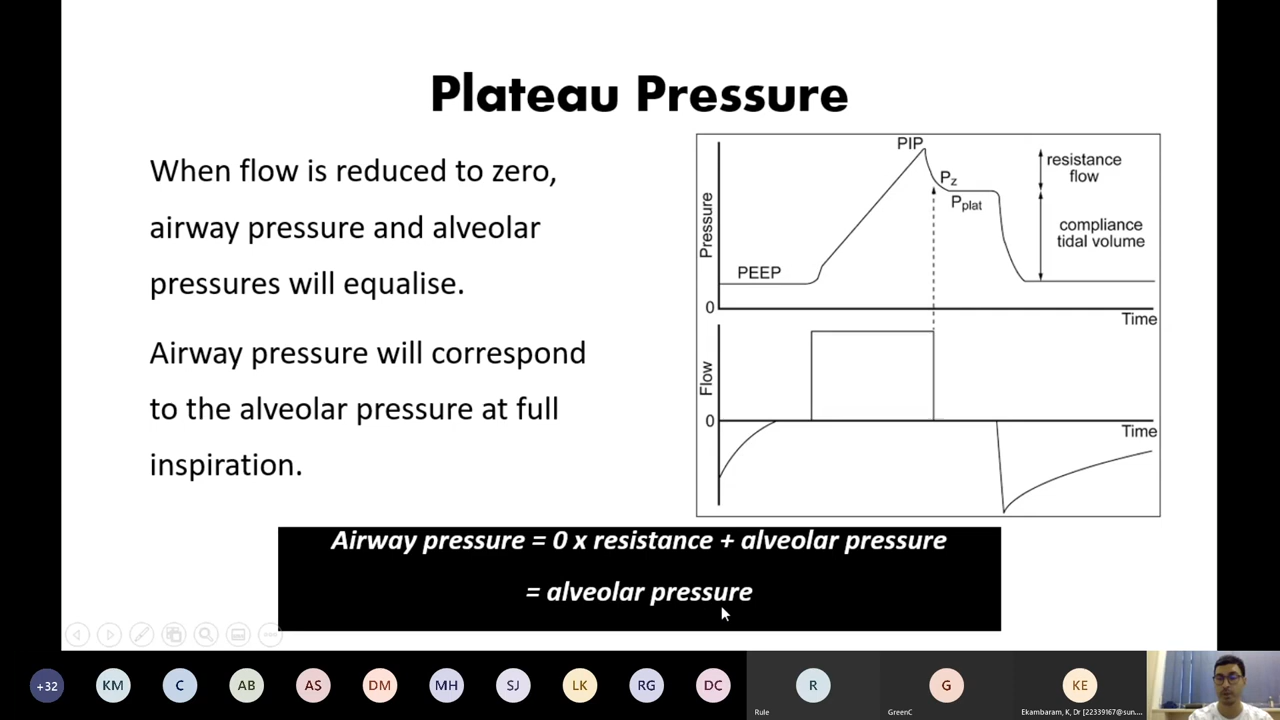 Plateau Pressure
When flow is reduced to zero,
airway pressure and alveolar
pressures will equalise.
Airway pressure will correspond
to the alveolar pressure at full
inspiration.
PIP
Pz
Pplat
resistance
flow
compliance
tidal volume
Pressure
PEEP
0
Time
Flow
0
Time
Airway pressure = 0 x resistance + alveolar pressure
= alveolar pressure
+32
KM
C
AB
AS
DM
MH
SJ
LK
RG
DC
R
G
KE
Rule
GreenC
Ekambaram, K, Dr [22339167@sun....